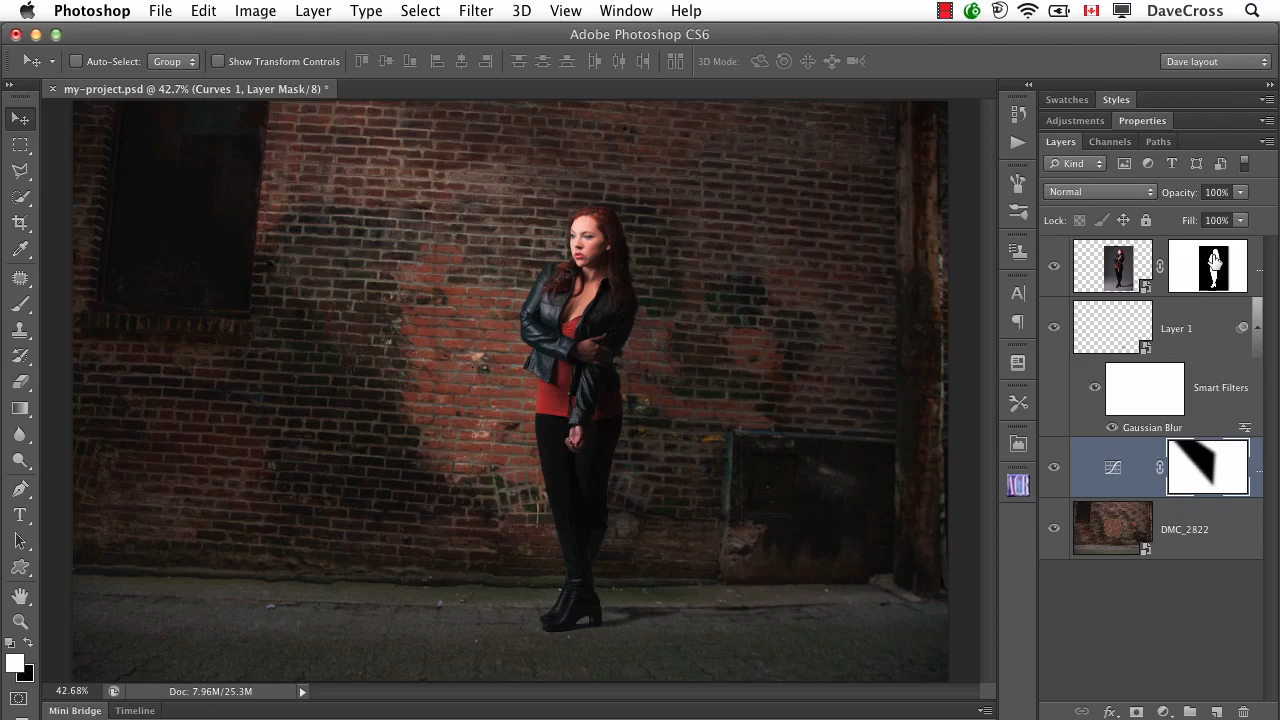 Photoshop File Edit Image Layer Type Select Filter 3D View Window Help DaveCross
Adobe Photoshop CS6
Auto-Select: Group Show Transform Controls 3D Mode: Dave layout
my-project.psd @ 42.7% (Curves 1, Layer Mask/8) *
Swatches Styles
Adjustments Properties
Layers Channels Paths
Kind T
Normal Opacity: 100%
Lock: Fill: 100%
...
Layer 1
Smart Filters
Gaussian Blur
...
DMC_2822
A
ACR
T
42.68% Doc: 7.96M/25.3M
Mini Bridge Timeline
fx